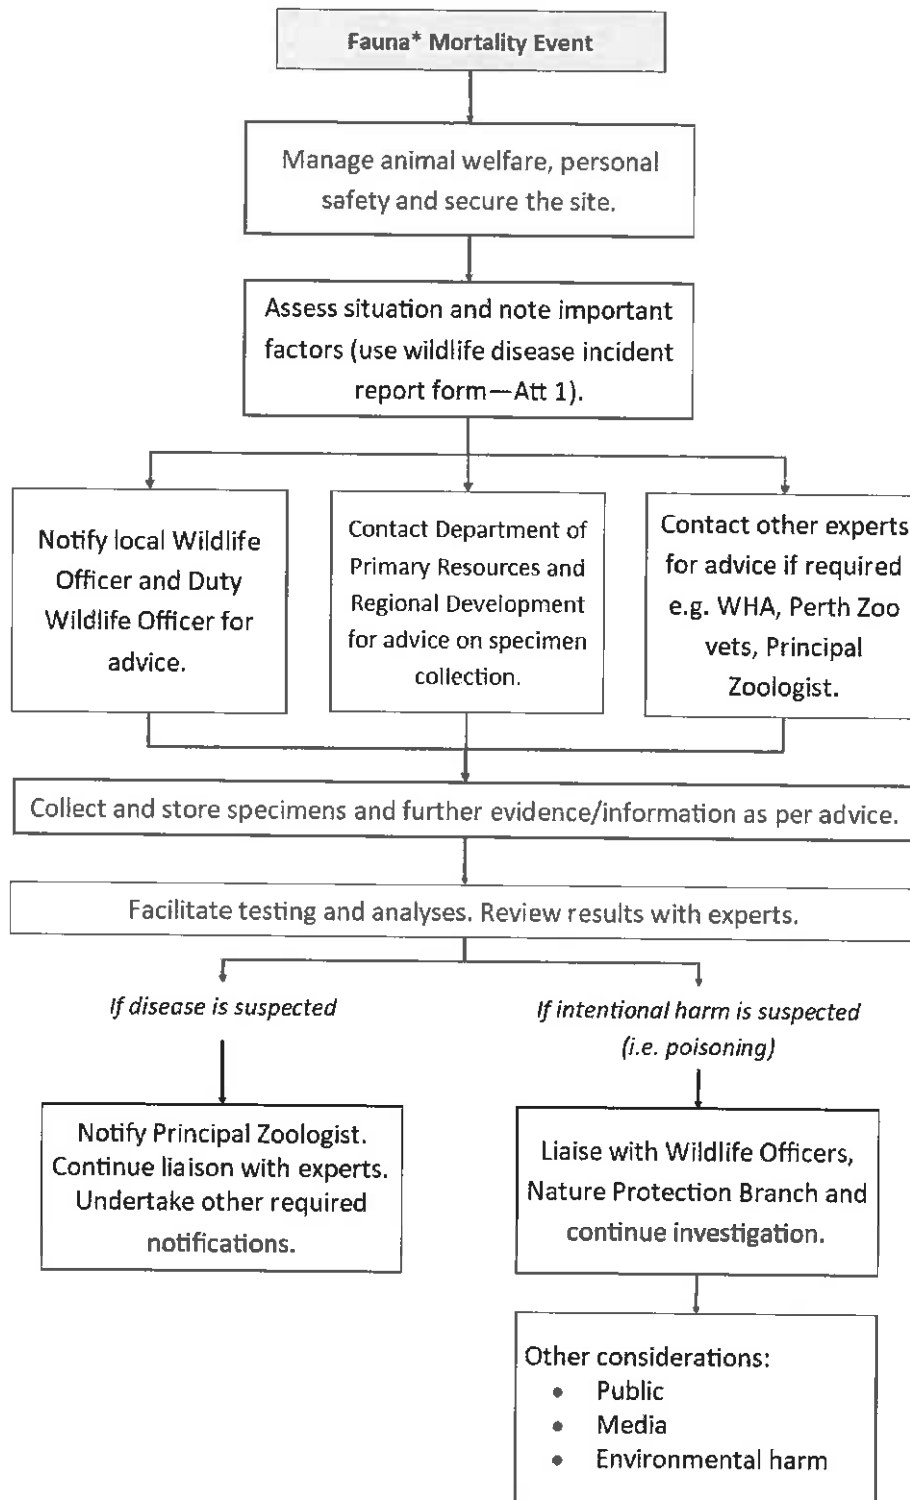 Fauna* Mortality Event
Manage animal welfare, personal
safety and secure the site.
Assess situation and note important
factors (use wildlife disease incident
report form—Att 1).
Notify local Wildlife
Officer and Duty
Wildlife Officer for
advice.
Contact Department of
Primary Resources and
Regional Development
for advice on specimen
collection.
Contact other experts
for advice if required
e.g. WHA, Perth Zoo
vets, Principal
Zoologist.
Collect and store specimens and further evidence/information as per advice.
Facilitate testing and analyses. Review results with experts.
If disease is suspected
If intentional harm is suspected
(i.e. poisoning)
Notify Principal Zoologist.
Continue liaison with experts.
Undertake other required
notifications.
Liaise with Wildlife Officers,
Nature Protection Branch and
continue investigation.
Other considerations:
• Public
• Media
• Environmental harm